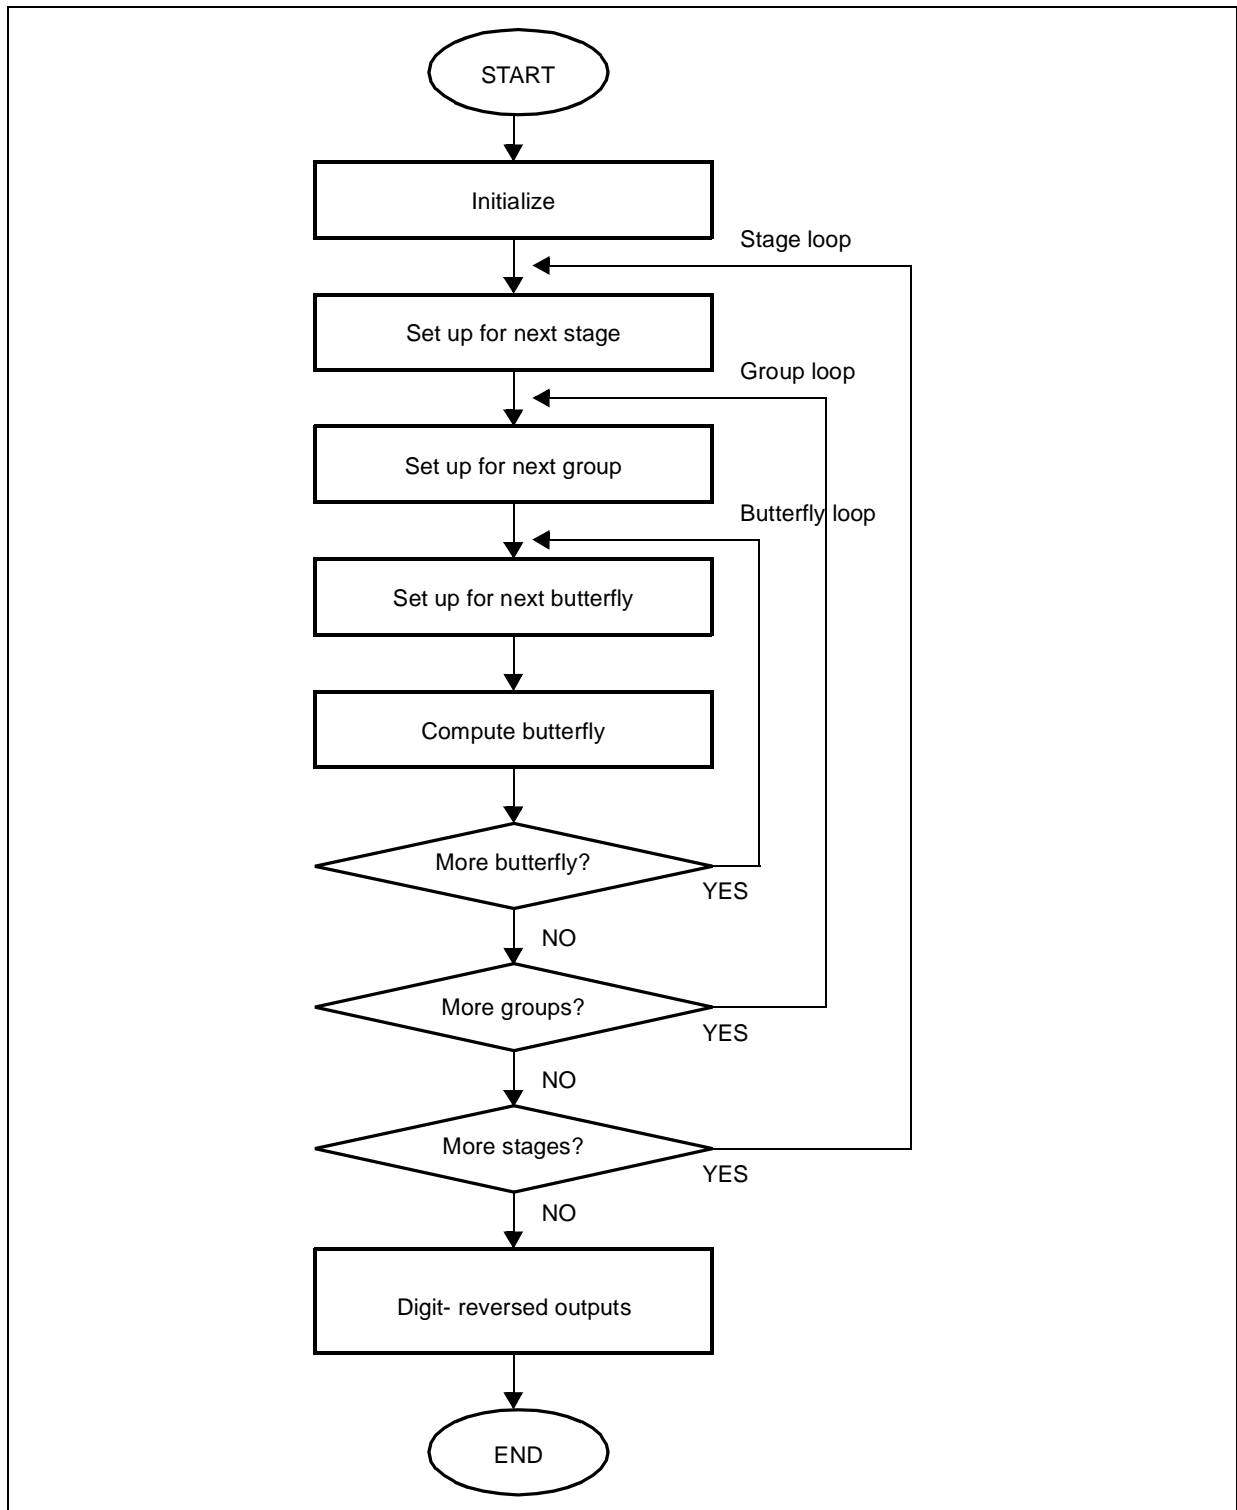 START
Initialize
Stage loop
Set up for next stage
Group loop
Set up for next group
Butterfly loop
Set up for next butterfly
Compute butterfly
More butterfly?
YES
NO
More groups?
YES
NO
More stages?
YES
NO
Digit- reversed outputs
END